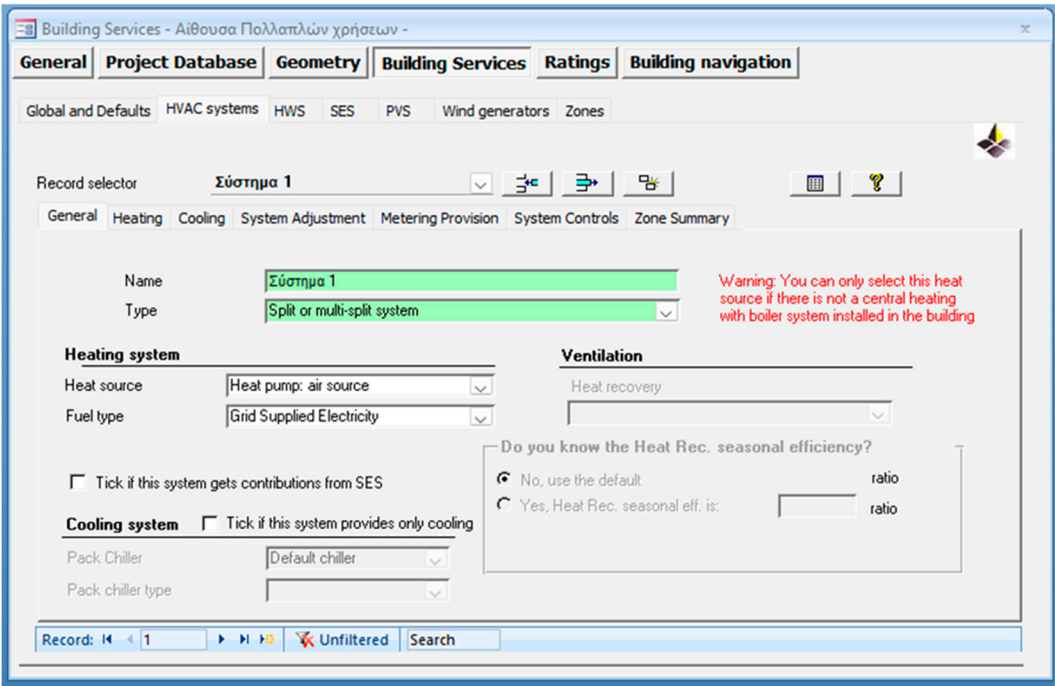 Building Services - Αίθουσα Πολλαπλών χρήσεων -
General Project Database Geometry Building Services Ratings Building navigation
Global and Defaults HVAC systems HWS SES PVS Wind generators Zones
Record selector Σύστημα 1
General Heating Cooling System Adjustment Metering Provision System Controls Zone Summary
Name Σύστημα 1
Type Split or multi-split system
Warning: You can only select this heat
source if there is not a central heating
with boiler system installed in the building
Heating system
Heat source Heat pump: air source
Fuel type Grid Supplied Electricity
Ventilation
Heat recovery
Do you know the Heat Rec. seasonal efficiency?
No, use the default ratio
Yes, Heat Rec. seasonal eff. is: ratio
Tick if this system gets contributions from SES
Cooling system Tick if this system provides only cooling
Pack Chiller Default chiller
Pack chiller type
Record: 1 Unfiltered Search